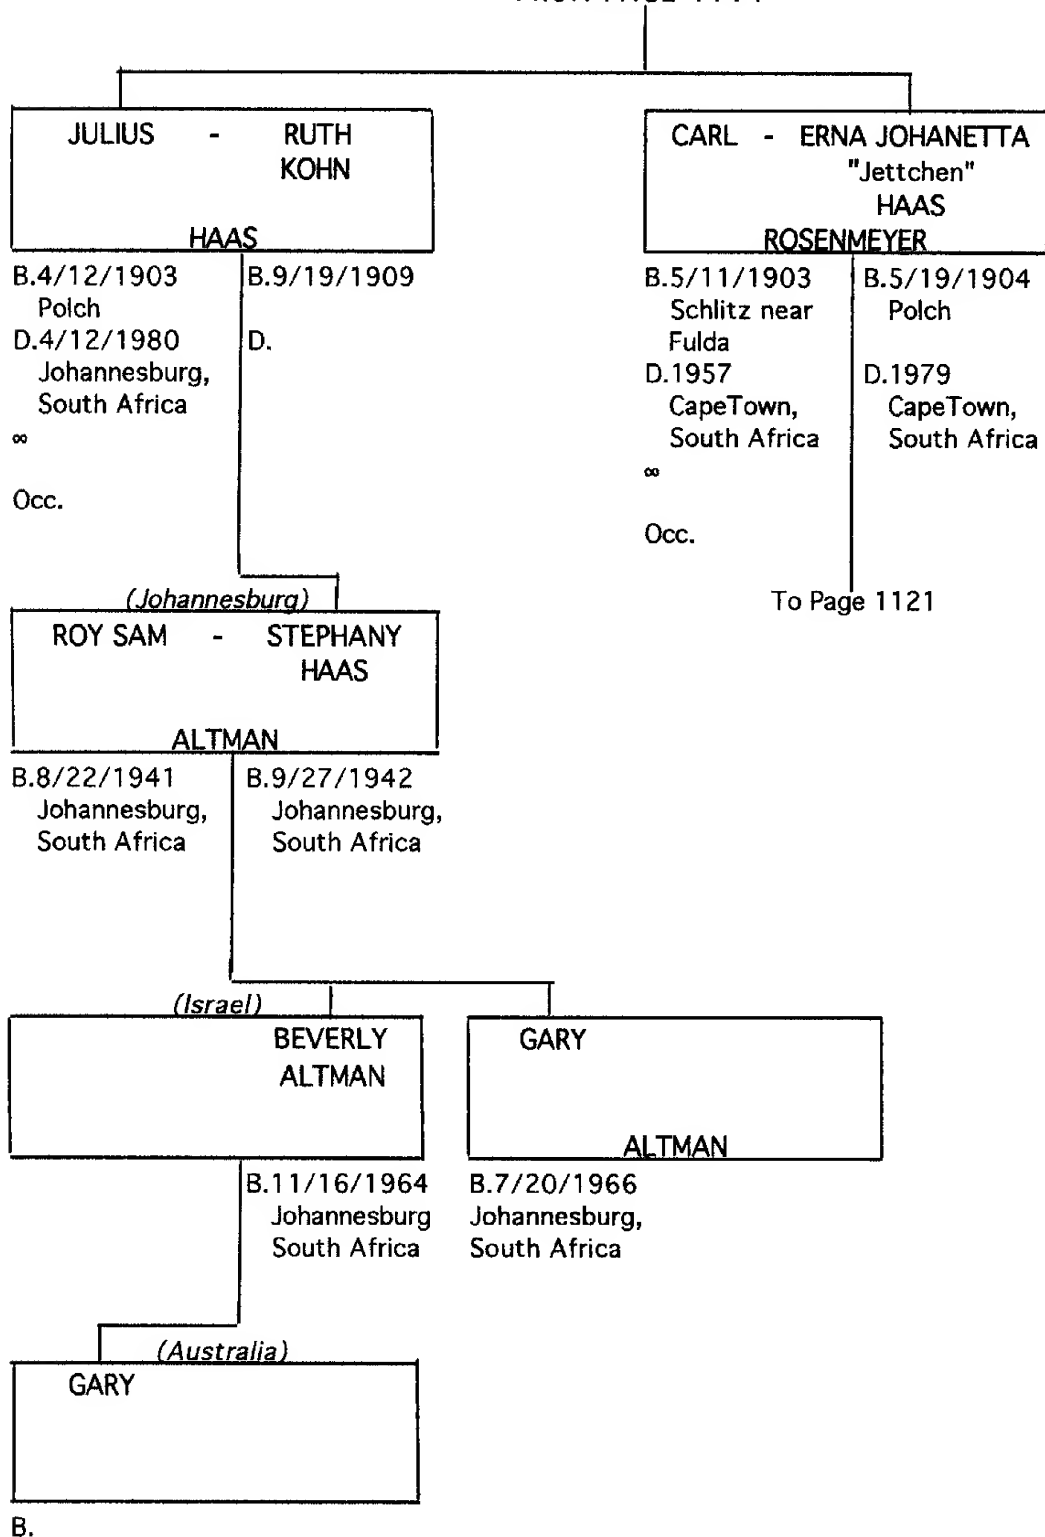 JULIUS - RUTH
KOHN
HAAS
B.4/12/1903
Polch
D.4/12/1980
Johannesburg,
South Africa
∞
Occ.
B.9/19/1909
D.
CARL - ERNA JOHANETTA
"Jettchen"
HAAS
ROSENMEYER
B.5/11/1903
Schlitz near
Fulda
D.1957
CapeTown,
South Africa
∞
Occ.
B.5/19/1904
Polch
D.1979
CapeTown,
South Africa
To Page 1121
(Johannesburg)
ROY SAM - STEPHANY
HAAS
ALTMAN
B.8/22/1941
Johannesburg,
South Africa
B.9/27/1942
Johannesburg,
South Africa
(Israel)
BEVERLY
ALTMAN
B.11/16/1964
Johannesburg
South Africa
GARY
ALTMAN
B.7/20/1966
Johannesburg,
South Africa
(Australia)
GARY
B.